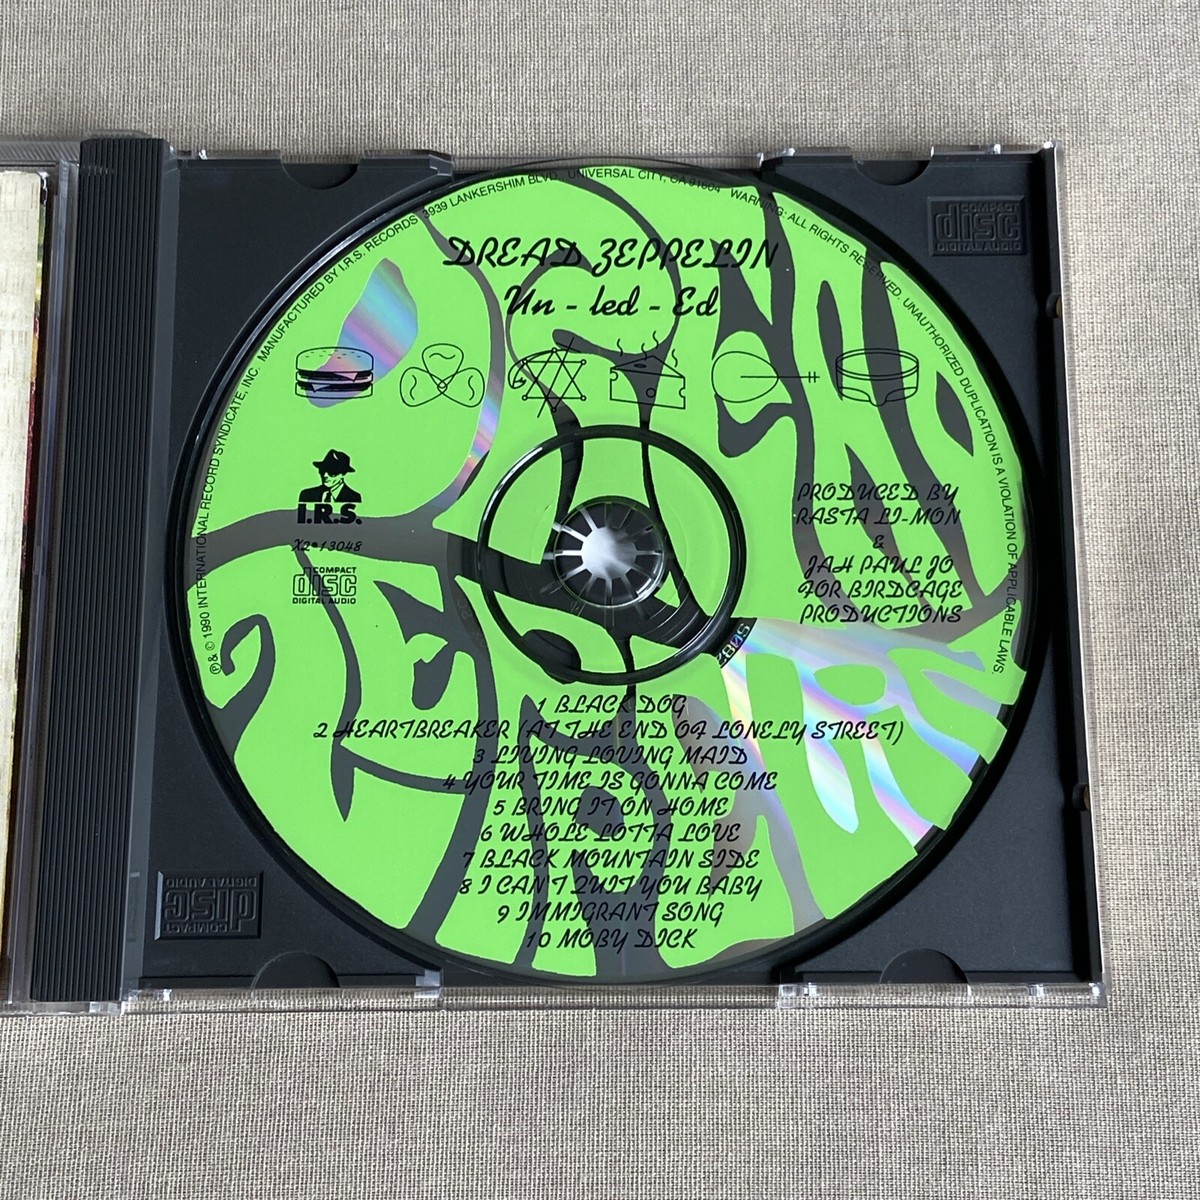 ℗ & © 1990 INTERNATIONAL RECORD SYNDICATE, INC. MANUFACTURED BY I.R.S. RECORDS, 3939 LANKERSHIM BLVD., UNIVERSAL CITY, CA 91604 WARNING: ALL RIGHTS RESERVED. UNAUTHORIZED DUPLICATION IS A VIOLATION OF APPLICABLE LAWS.
DREAD ZEPPELIN
Un-led-Ed
I.R.S.
X2•13048
COMPACT
disc
DIGITAL AUDIO
PRODUCED BY
RASTA LI-MON
&
JAH PAUL JO
FOR BIRDCAGE
PRODUCTIONS
1 BLACK DOG
2 HEARTBREAKER (AT THE END OF LONELY STREET)
3 LIVING LOVING MAID
4 YOUR TIME IS GONNA COME
5 BRING IT ON HOME
6 WHOLE LOTTA LOVE
7 BLACK MOUNTAIN SIDE
8 I CAN'T QUIT YOU BABY
9 IMMIGRANT SONG
10 MOBY DICK
COMPACT
disc
DIGITAL AUDIO
COMPACT
disc
DIGITAL AUDIO